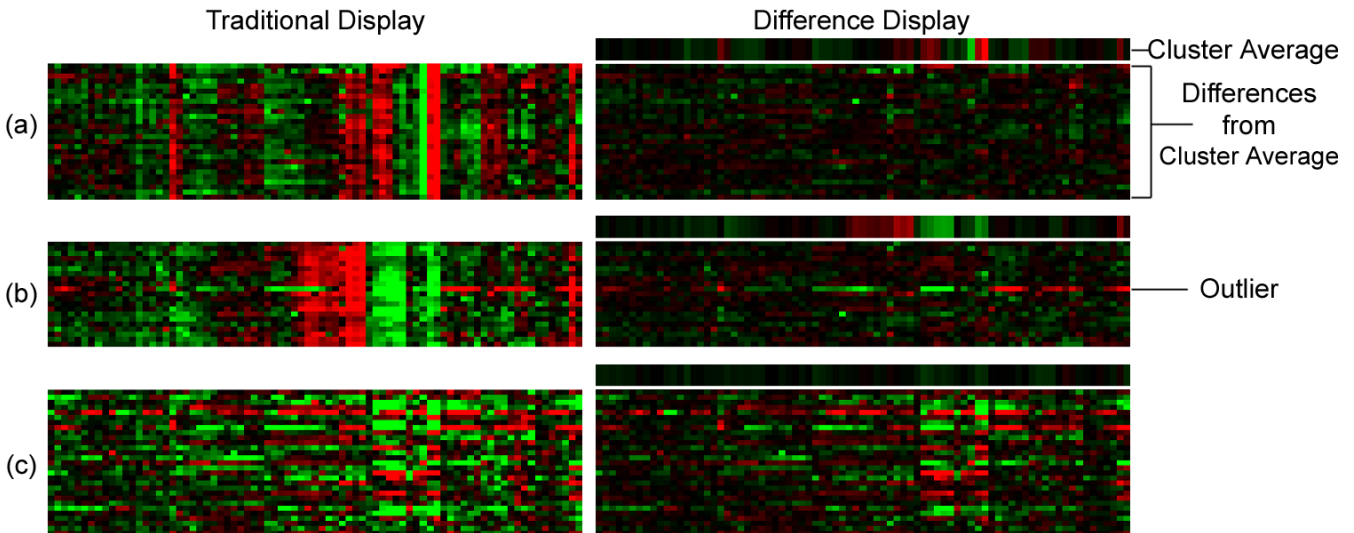 Traditional Display
Difference Display
Cluster Average
(a)
Differences
from
Cluster Average
(b)
Outlier
(c)